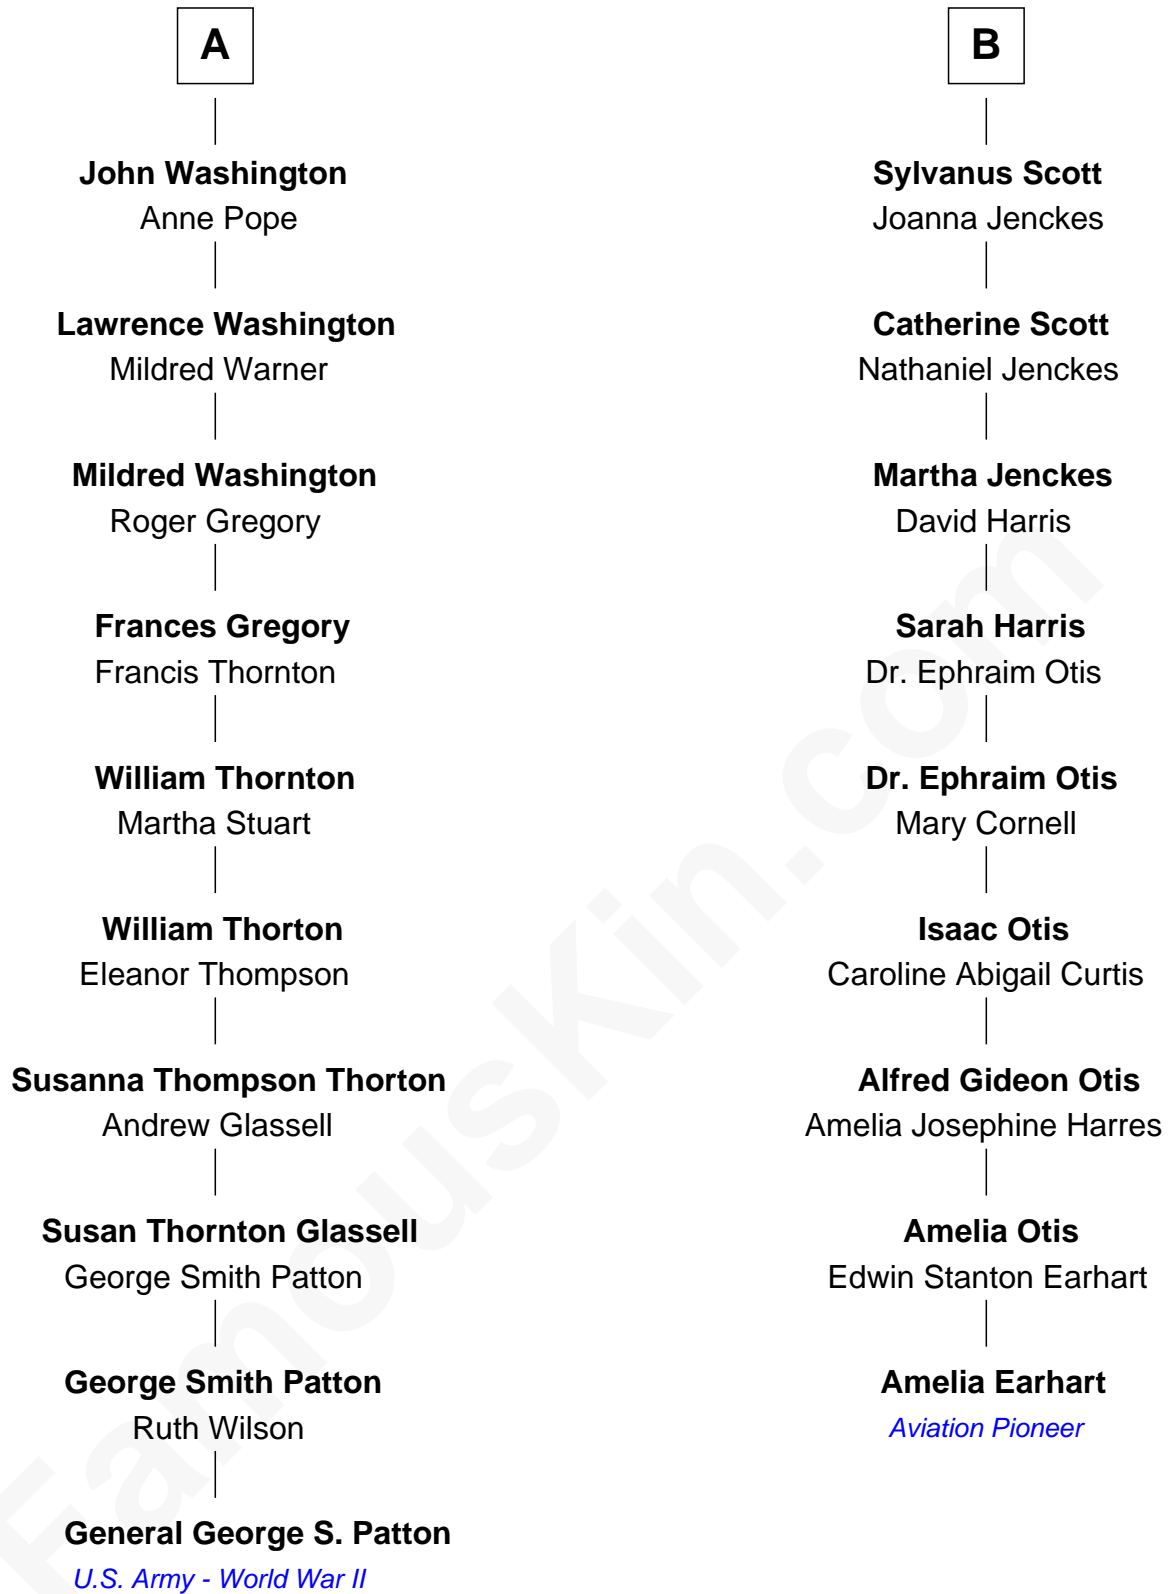 A
John Washington
Anne Pope
Lawrence Washington
Mildred Warner
Mildred Washington
Roger Gregory
Frances Gregory
Francis Thornton
William Thornton
Martha Stuart
William Thorton
Eleanor Thompson
Susanna Thompson Thorton
Andrew Glassell
Susan Thornton Glassell
George Smith Patton
George Smith Patton
Ruth Wilson
General George S. Patton
U.S. Army - World War II
B
Sylvanus Scott
Joanna Jenckes
Catherine Scott
Nathaniel Jenckes
Martha Jenckes
David Harris
Sarah Harris
Dr. Ephraim Otis
Dr. Ephraim Otis
Mary Cornell
Isaac Otis
Caroline Abigail Curtis
Alfred Gideon Otis
Amelia Josephine Harres
Amelia Otis
Edwin Stanton Earhart
Amelia Earhart
Aviation Pioneer
FamousKin.com